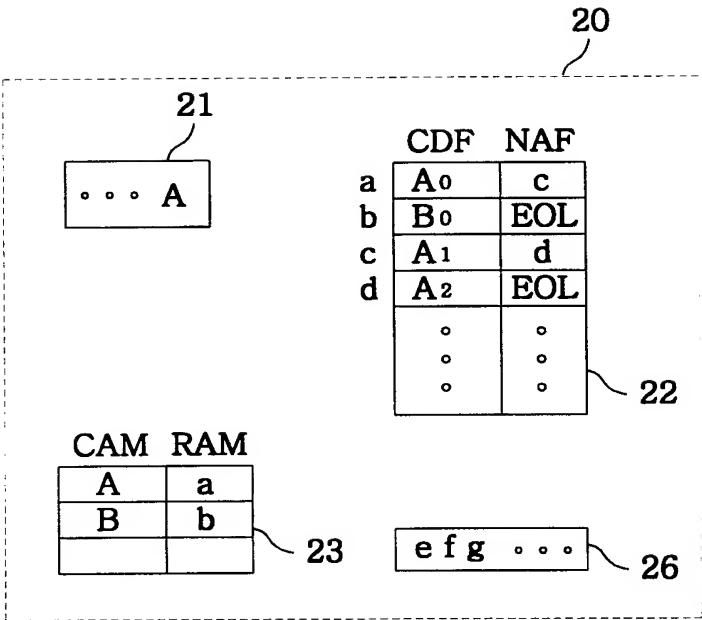 20
21
CDF NAF
∘ ∘ ∘ A
a A0 c
b B0 EOL
c A1 d
d A2 EOL
∘ ∘
∘ ∘
∘ ∘
22
CAM RAM
A a
B b
23
e f g ∘ ∘ ∘
26